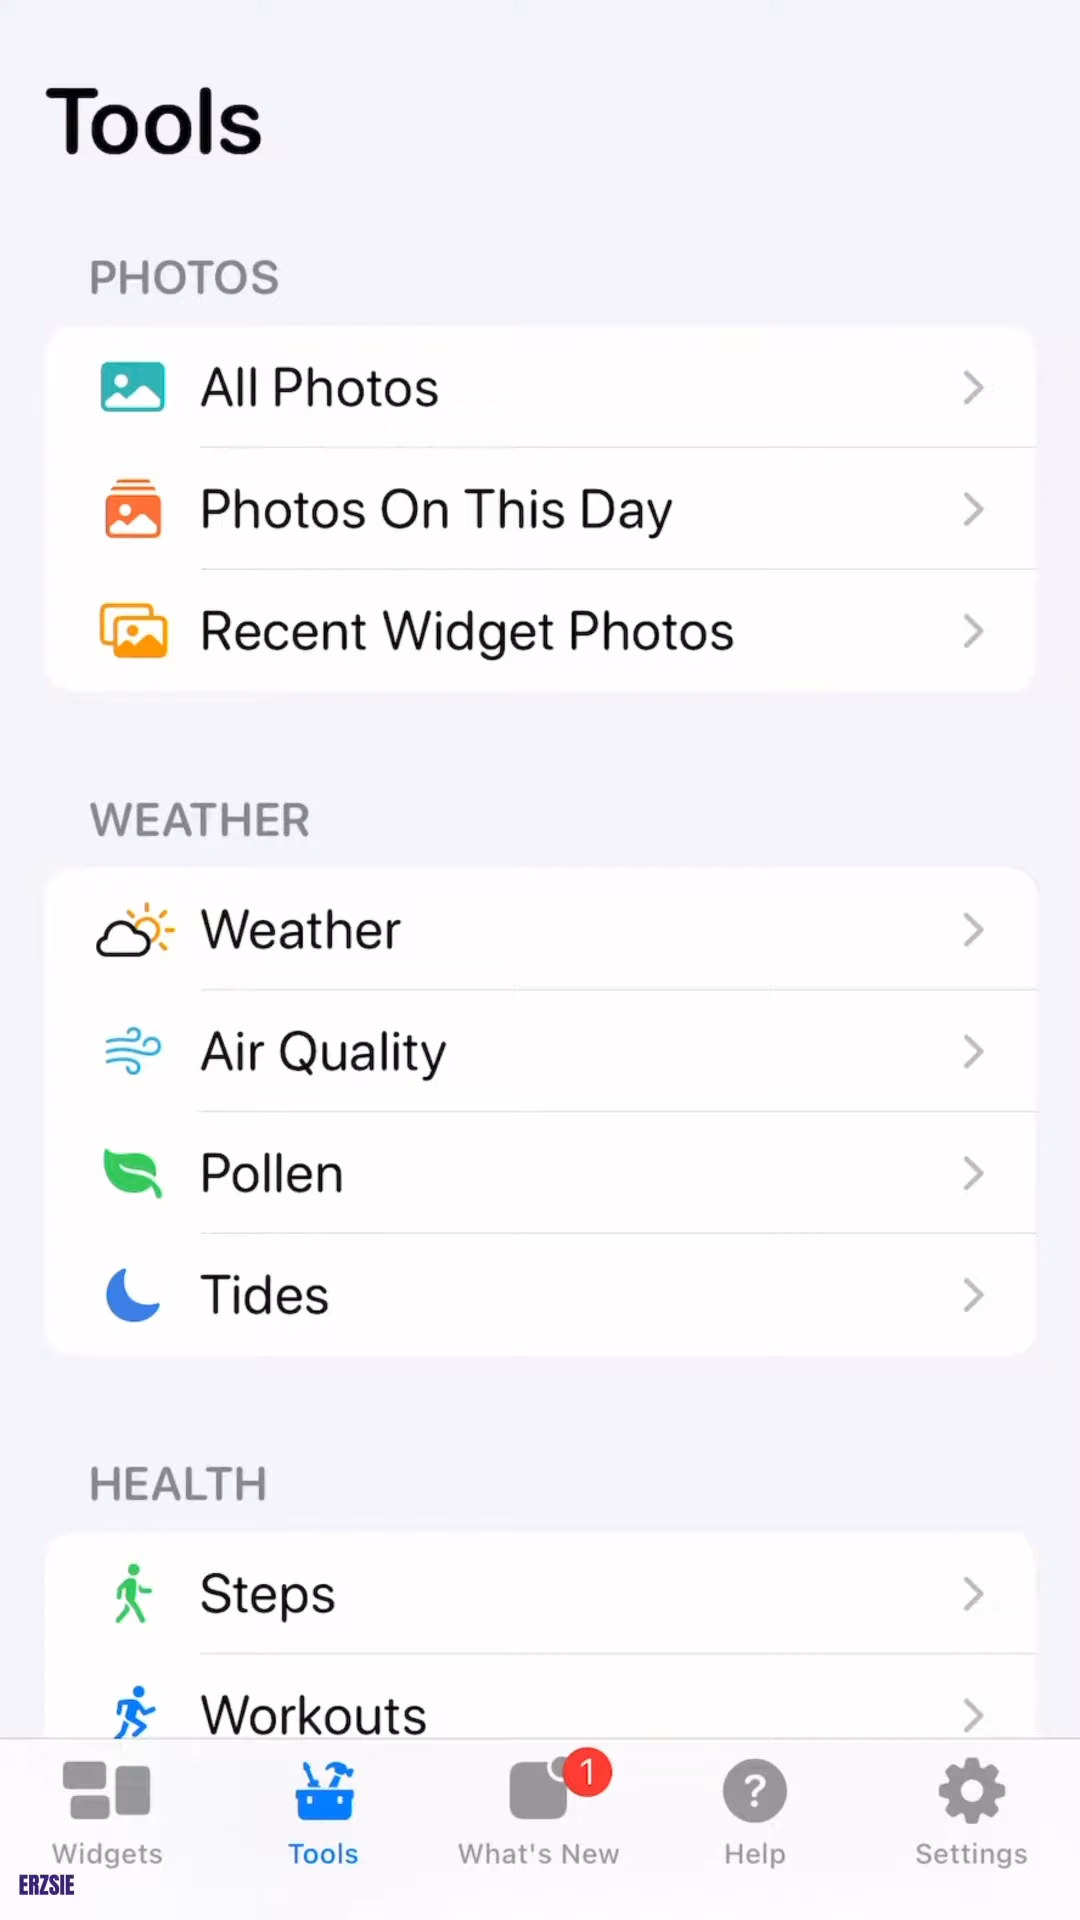 Tools
PHOTOS
All Photos
Photos On This Day
Recent Widget Photos
WEATHER
Weather
Air Quality
Pollen
Tides
HEALTH
Steps
Workouts
1
?
Widgets
Tools
What's New
Help
Settings
ERZSIE